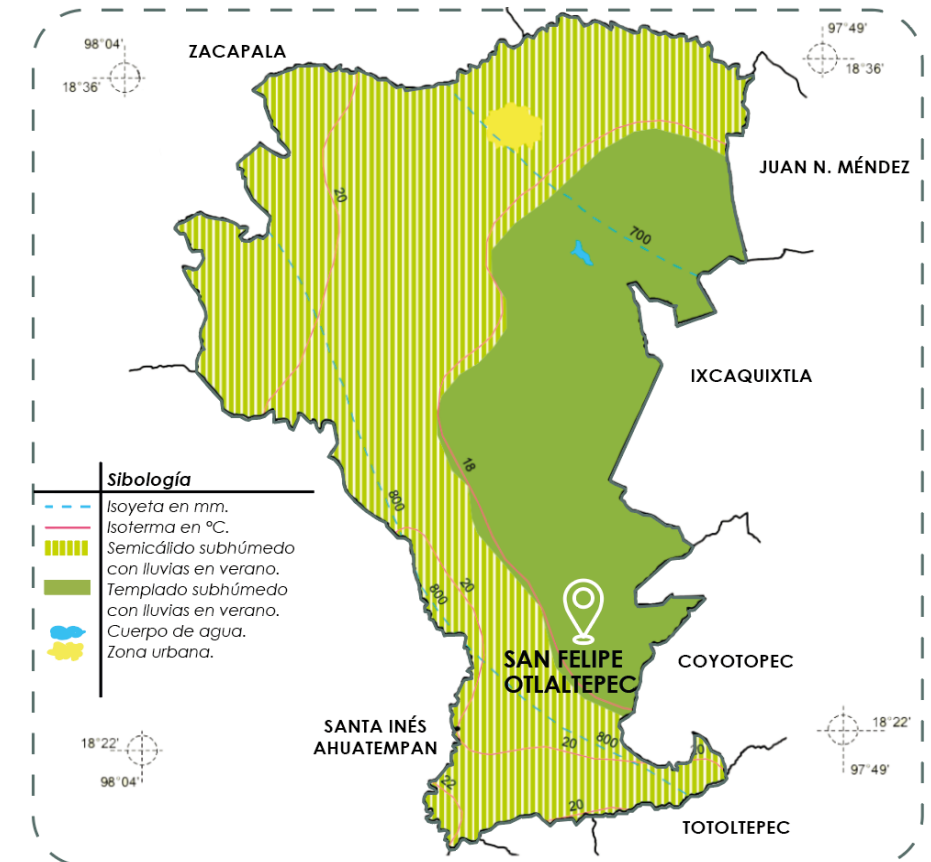 ZACAPALA
98°04'
18°36'
97°49'
18°36'
JUAN N. MÉNDEZ
20
700
IXCAQUIXTLA
18
800
Sibología
Isoyeta en mm.
Isoterma en °C.
Semicálido subhúmedo
con lluvias en verano.
Templado subhúmedo
con lluvias en verano.
Cuerpo de agua.
Zona urbana.
20
800
SAN FELIPE
OTLALTEPEC
COYOTOPEC
SANTA INÉS
AHUATEMPAN
18°22'
98°04'
18°22'
97°49'
20
800
20
22
20
TOTOLTEPEC